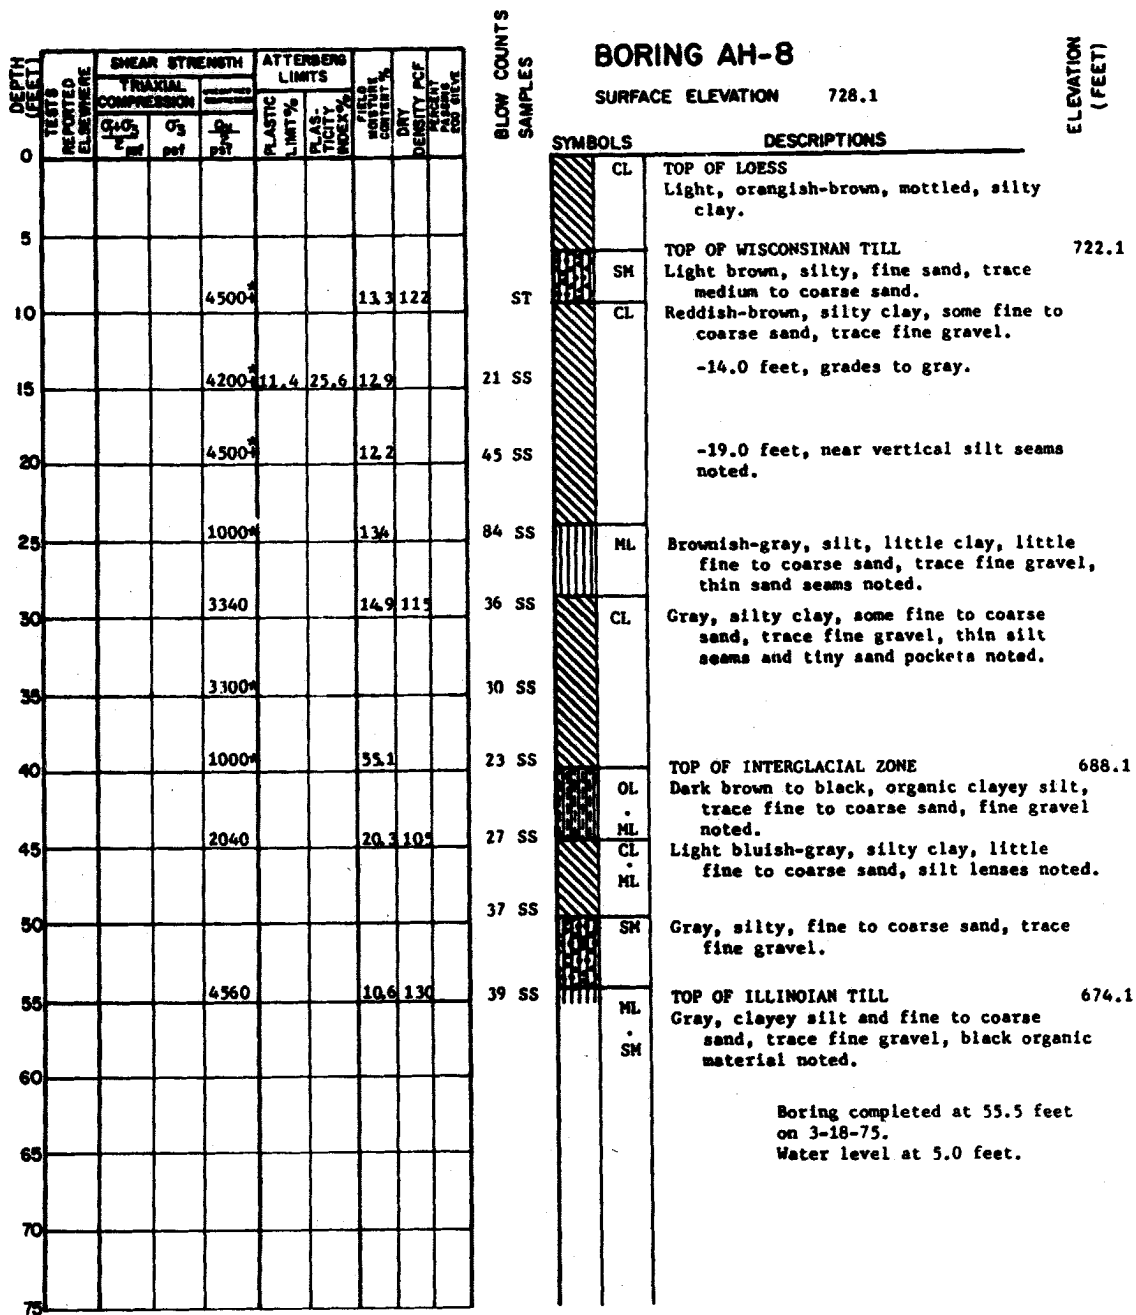 BORING AH-8
SURFACE ELEVATION 728.1
DEPTH (FEET)
TESTS REPORTED ELSEWHERE
SHEAR STRENGTH
TRIAXIAL COMPRESSION
σ₃
psf
psf
ATTERBERG LIMITS
PLASTIC LIMIT%
PLAS-TICITY INDEX%
FIELD MOISTURE CONTENT%
DRY DENSITY PCF
PERCENT PASSING 200 SIEVE
BLOW COUNTS
SAMPLES
ELEVATION (FEET)
SYMBOLS DESCRIPTIONS
0
CL TOP OF LOESS
Light, orangish-brown, mottled, silty
clay.
5
TOP OF WISCONSINAN TILL 722.1
SM Light brown, silty, fine sand, trace
medium to coarse sand.
4500+* 13.3 122 ST
10
CL Reddish-brown, silty clay, some fine to
coarse sand, trace fine gravel.
-14.0 feet, grades to gray.
4200+* 11.4 25.6 12.9 21 SS
15
-19.0 feet, near vertical silt seams
noted.
4500+* 12.2 45 SS
20
1000* 13.4 84 SS
25
ML Brownish-gray, silt, little clay, little
fine to coarse sand, trace fine gravel,
thin sand seams noted.
3340 14.9 115 36 SS
30
CL Gray, silty clay, some fine to coarse
sand, trace fine gravel, thin silt
seams and tiny sand pockets noted.
3300* 30 SS
35
1000* 55.1 23 SS
40
TOP OF INTERGLACIAL ZONE 688.1
OL Dark brown to black, organic clayey silt,
. trace fine to coarse sand, fine gravel
ML noted.
2040 20.3 105 27 SS
45
CL Light bluish-gray, silty clay, little
. fine to coarse sand, silt lenses noted.
ML
37 SS
50
SM Gray, silty, fine to coarse sand, trace
fine gravel.
4560 10.6 130 39 SS
55
TOP OF ILLINOIAN TILL 674.1
ML Gray, clayey silt and fine to coarse
. sand, trace fine gravel, black organic
SM material noted.
60
Boring completed at 55.5 feet
on 3-18-75.
Water level at 5.0 feet.
65
70
75